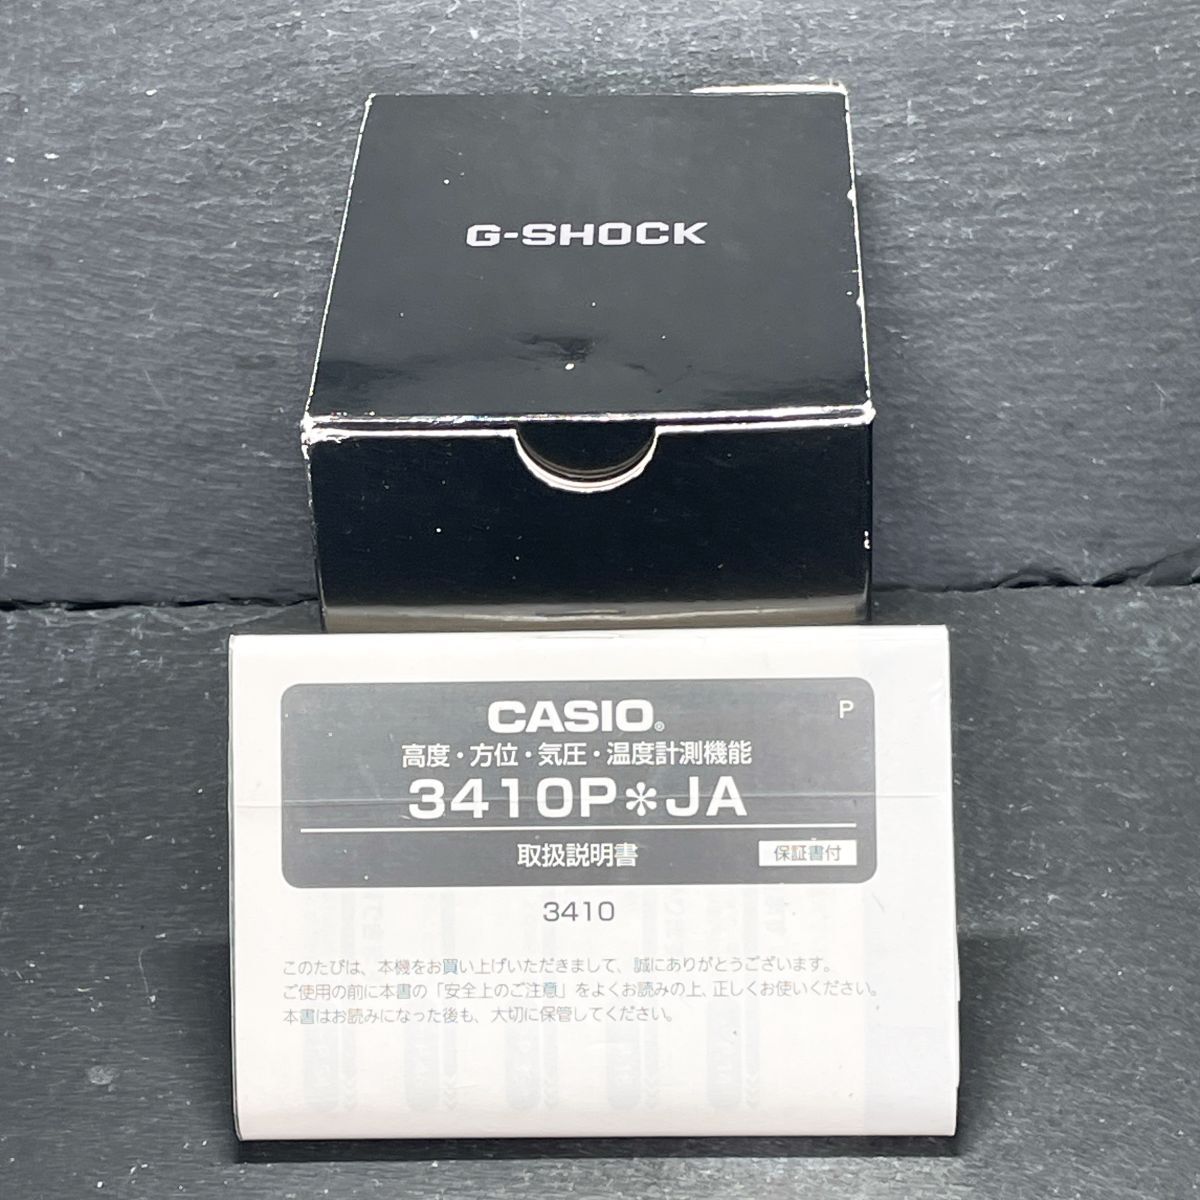 G-SHOCK
CASIO®
P
高度・方位・気圧・温度計測機能
3410P＊JA
取扱説明書
保証書付
3410
このたびは、本機をお買い上げいただきまして、誠にありがとうございます。
ご使用の前に本書の「安全上のご注意」をよくお読みの上、正しくお使いください。
本書はお読みになった後も、大切に保管してください。